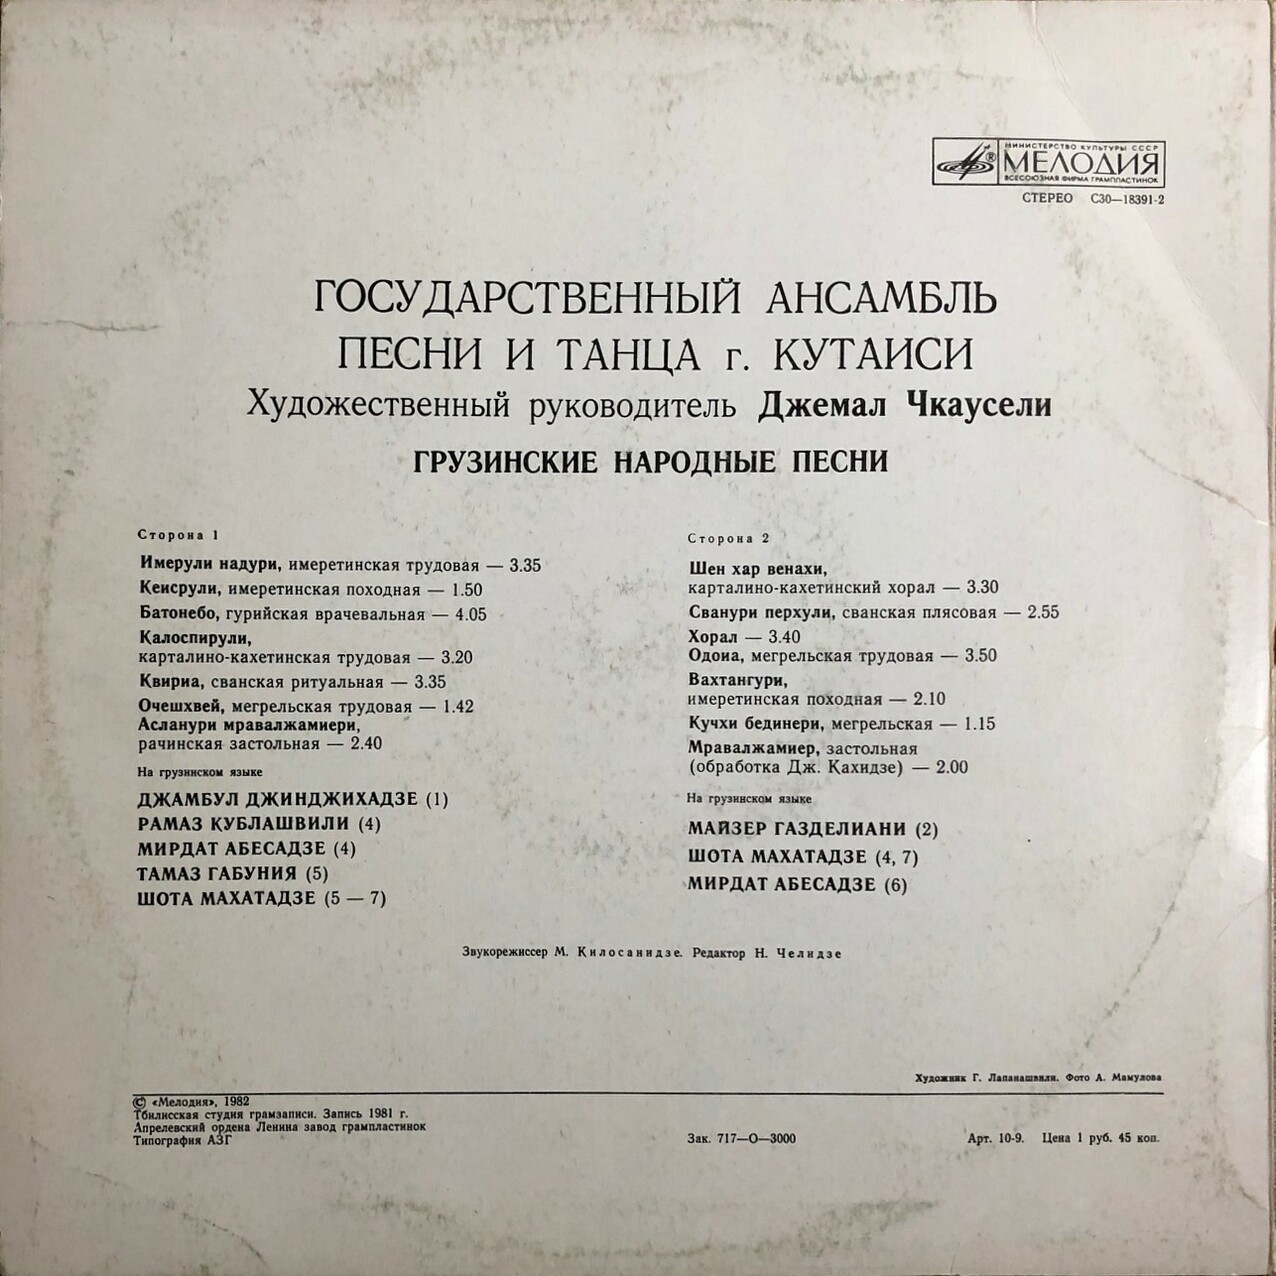 МИНИСТЕРСТВО КУЛЬТУРЫ СССР
МЕЛОДИЯ
ВСЕСОЮЗНАЯ ФИРМА ГРАМПЛАСТИНОК
СТЕРЕО С30—18391-2
ГОСУДАРСТВЕННЫЙ АНСАМБЛЬ
ПЕСНИ И ТАНЦА г. КУТАИСИ
Художественный руководитель Джемал Чкаусели
ГРУЗИНСКИЕ НАРОДНЫЕ ПЕСНИ
Сторона 1
Имерули надури, имеретинская трудовая — 3.35
Кеисрули, имеретинская походная — 1.50
Батонебо, гурийская врачевальная — 4.05
Калоспирули,
карталино-кахетинская трудовая — 3.20
Квириа, сванская ритуальная — 3.35
Очешхвей, мегрельская трудовая — 1.42
Асланури мравалжамиери,
рачинская застольная — 2.40
На грузинском языке
ДЖАМБУЛ ДЖИНДЖИХАДЗЕ (1)
РАМАЗ КУБЛАШВИЛИ (4)
МИРДАТ АБЕСАДЗЕ (4)
ТАМАЗ ГАБУНИЯ (5)
ШОТА МАХАТАДЗЕ (5 — 7)
Сторона 2
Шен хар венахи,
карталино-кахетинский хорал — 3.30
Сванури перхули, сванская плясовая — 2.55
Хорал — 3.40
Одоиа, мегрельская трудовая — 3.50
Вахтангури,
имеретинская походная — 2.10
Кучхи бединери, мегрельская — 1.15
Мравалжамиер, застольная
(обработка Дж. Кахидзе) — 2.00
На грузинском языке
МАЙЗЕР ГАЗДЕЛИАНИ (2)
ШОТА МАХАТАДЗЕ (4, 7)
МИРДАТ АБЕСАДЗЕ (6)
Звукорежиссер М. Килосанидзе. Редактор Н. Челидзе
Художник Г. Лапанашвили. Фото А. Мамулова
© «Мелодия», 1982
Тбилисская студия грамзаписи. Запись 1981 г.
Апрелевский ордена Ленина завод грампластинок
Типография АЗГ
Зак. 717—О—3000
Арт. 10-9. Цена 1 руб. 45 коп.